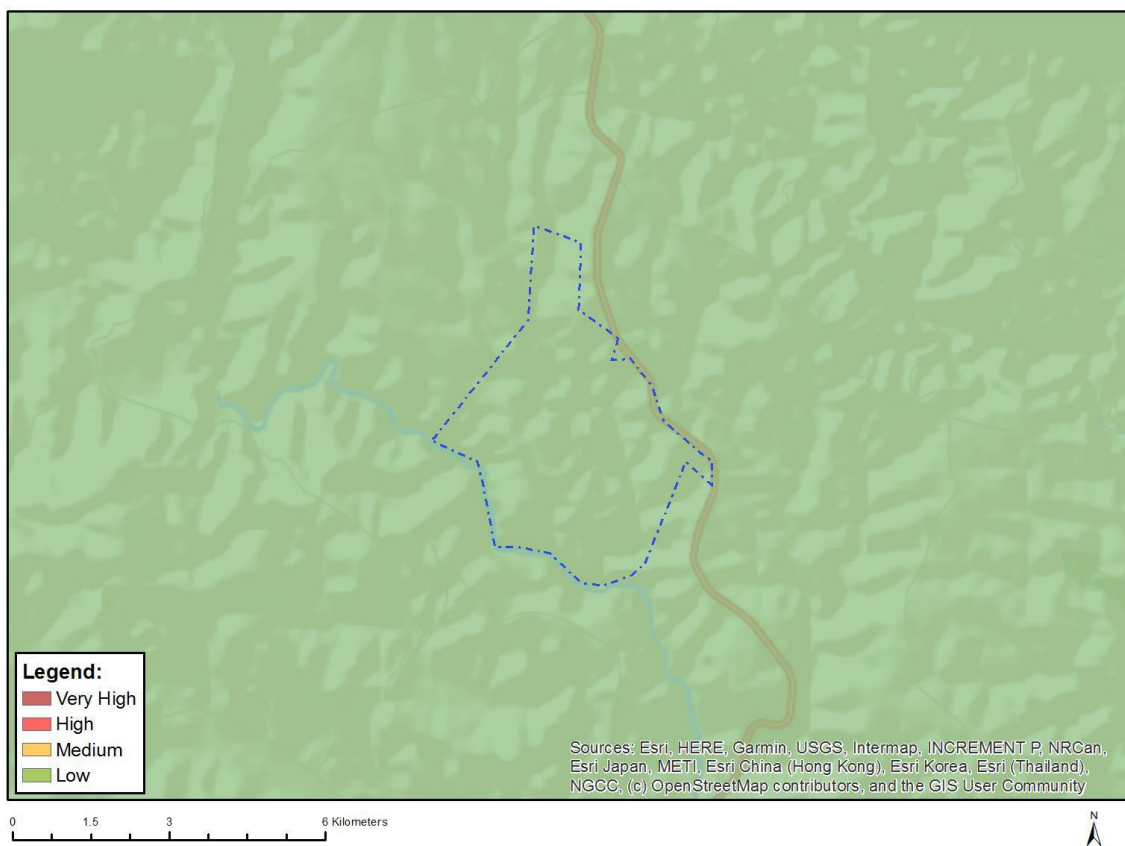 Legend:
Very High
High
Medium
Low
Sources: Esri, HERE, Garmin, USGS, Intermap, INCREMENT P, NRCan,
Esri Japan, METI, Esri China (Hong Kong), Esri Korea, Esri (Thailand),
NGCC, (c) OpenStreetMap contributors, and the GIS User Community
0 1.5 3 6 Kilometers
N